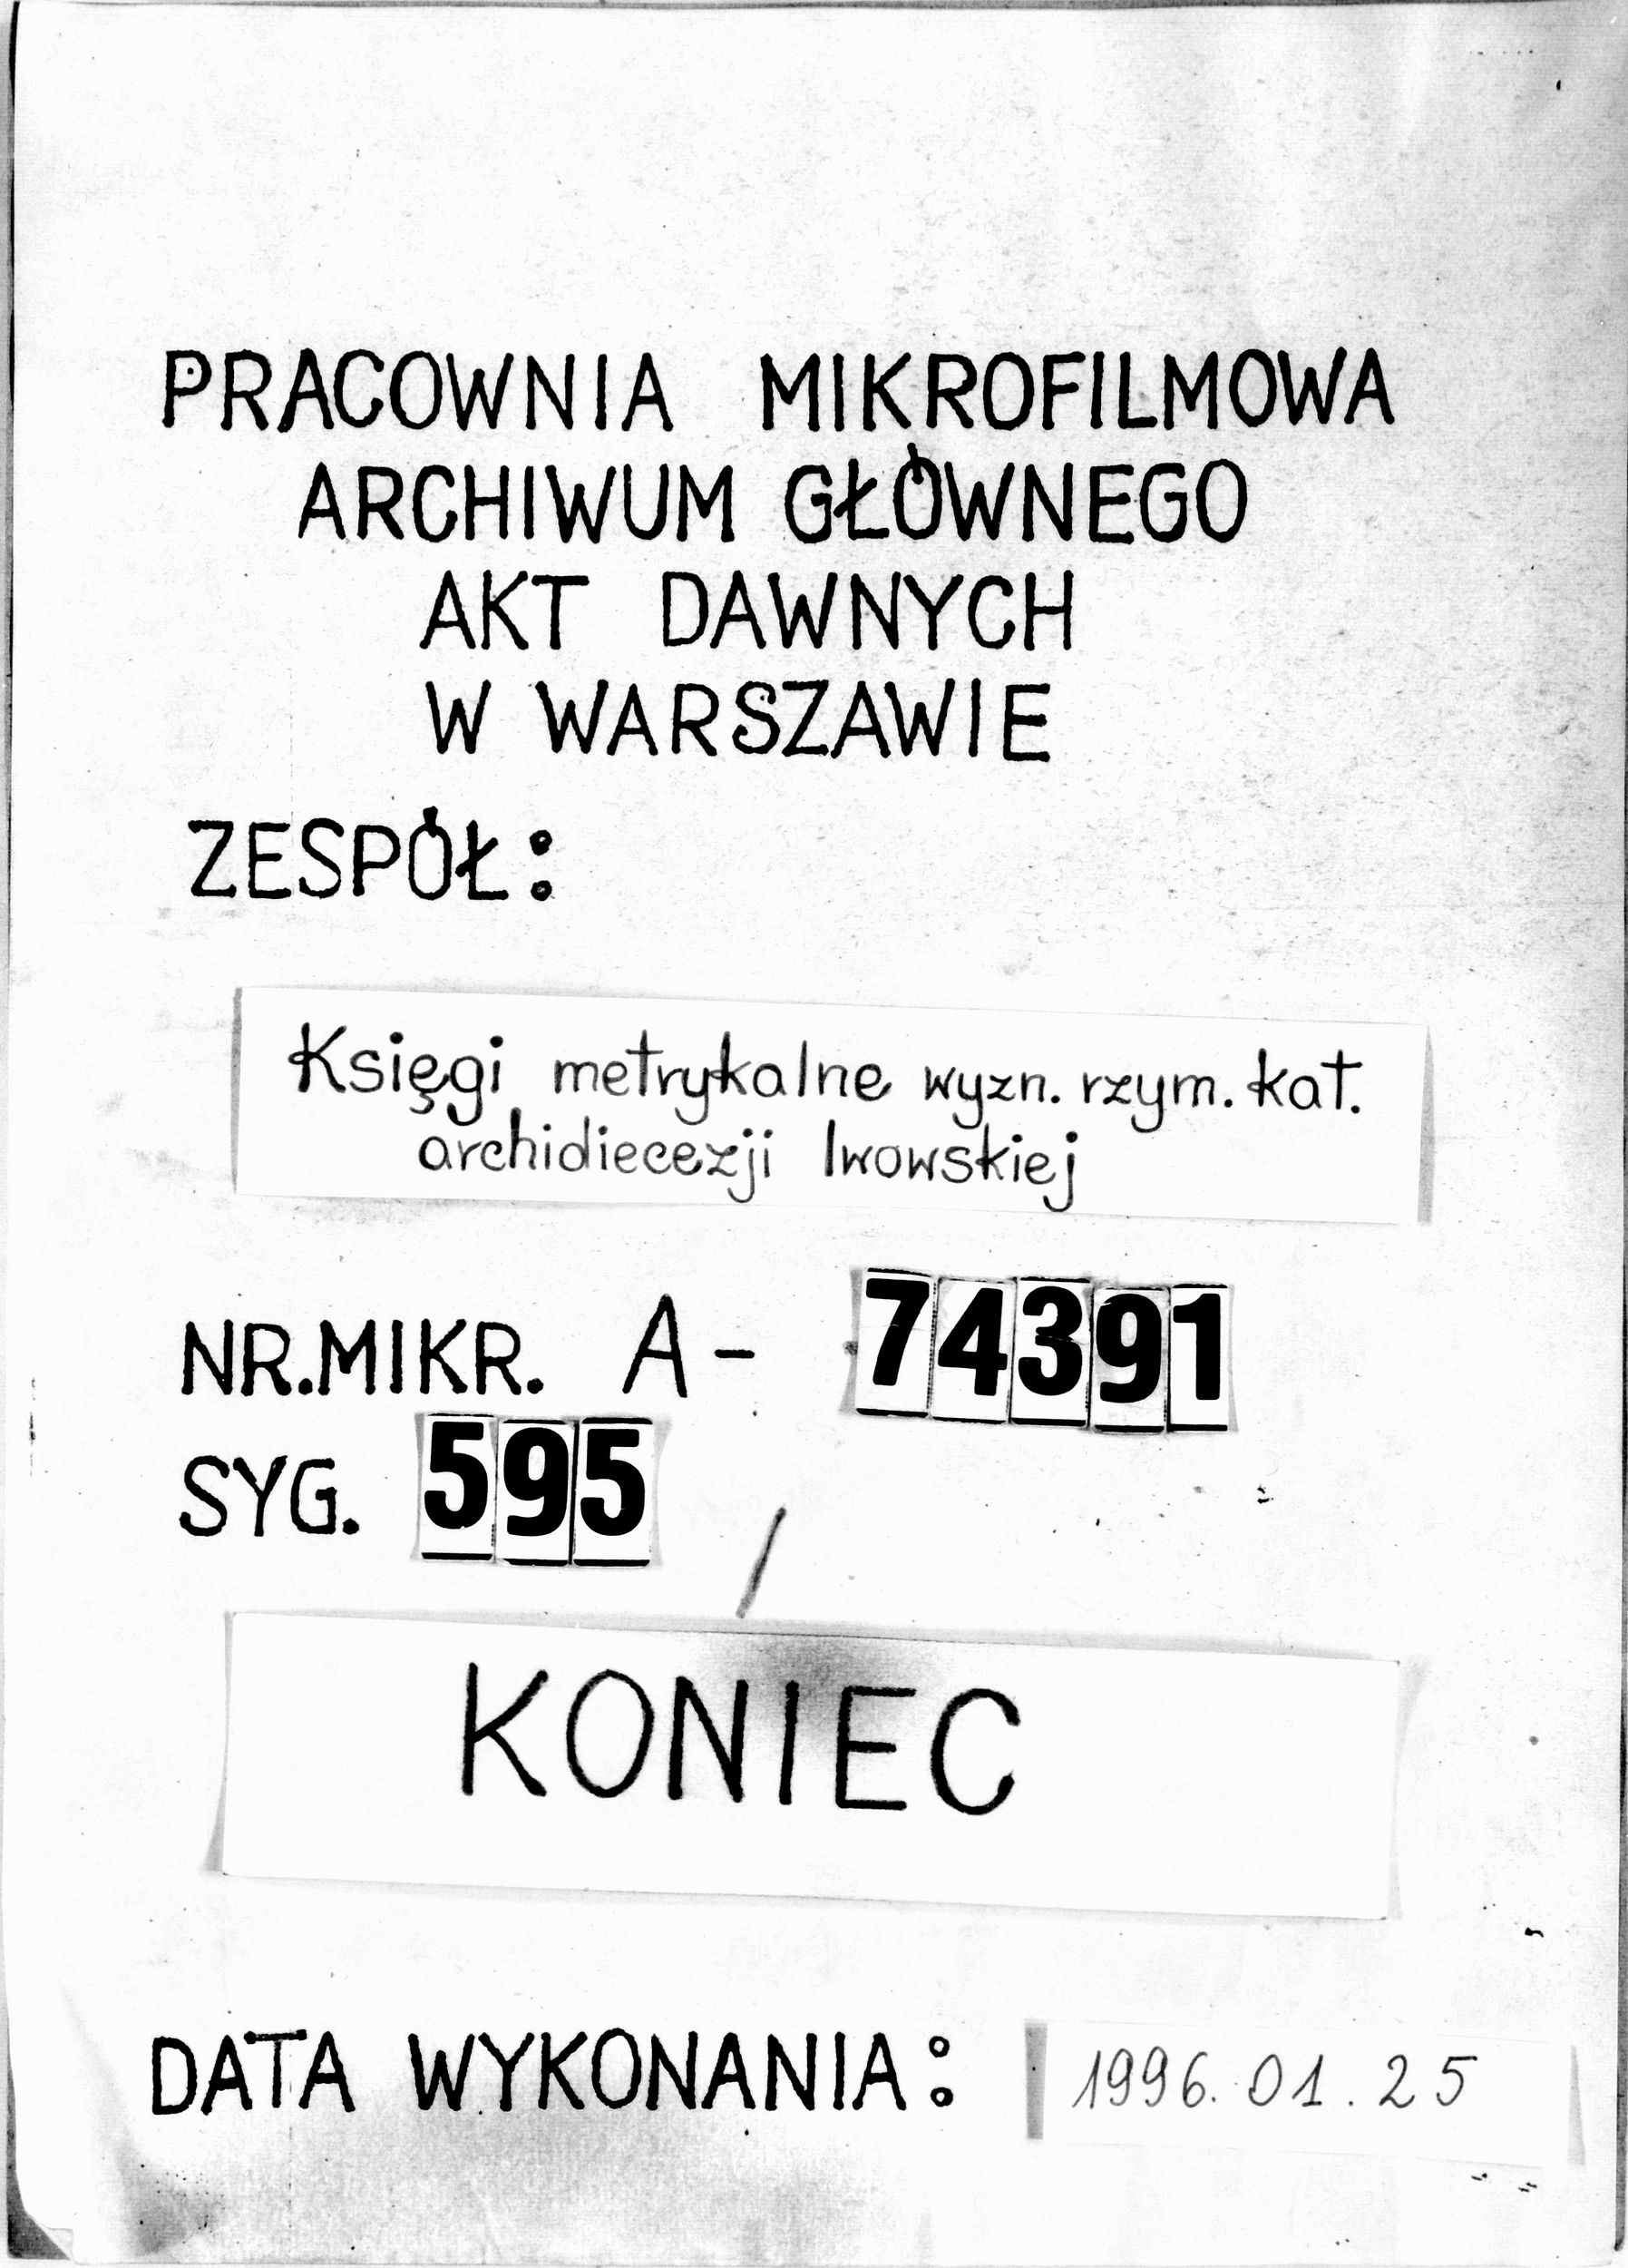 PRACOWNIA MIKROFILMOWA
ARCHIWUM GŁÓWNEGO
AKT DAWNYCH
W WARSZAWIE
ZESPÓŁ:
Księgi metrykalne wyzn. rzym. kat.
archidiecezji lwowskiej
NR.MIKR. A- 74391
SYG. 595
KONIEC
DATA WYKONANIA: 1996.01.25